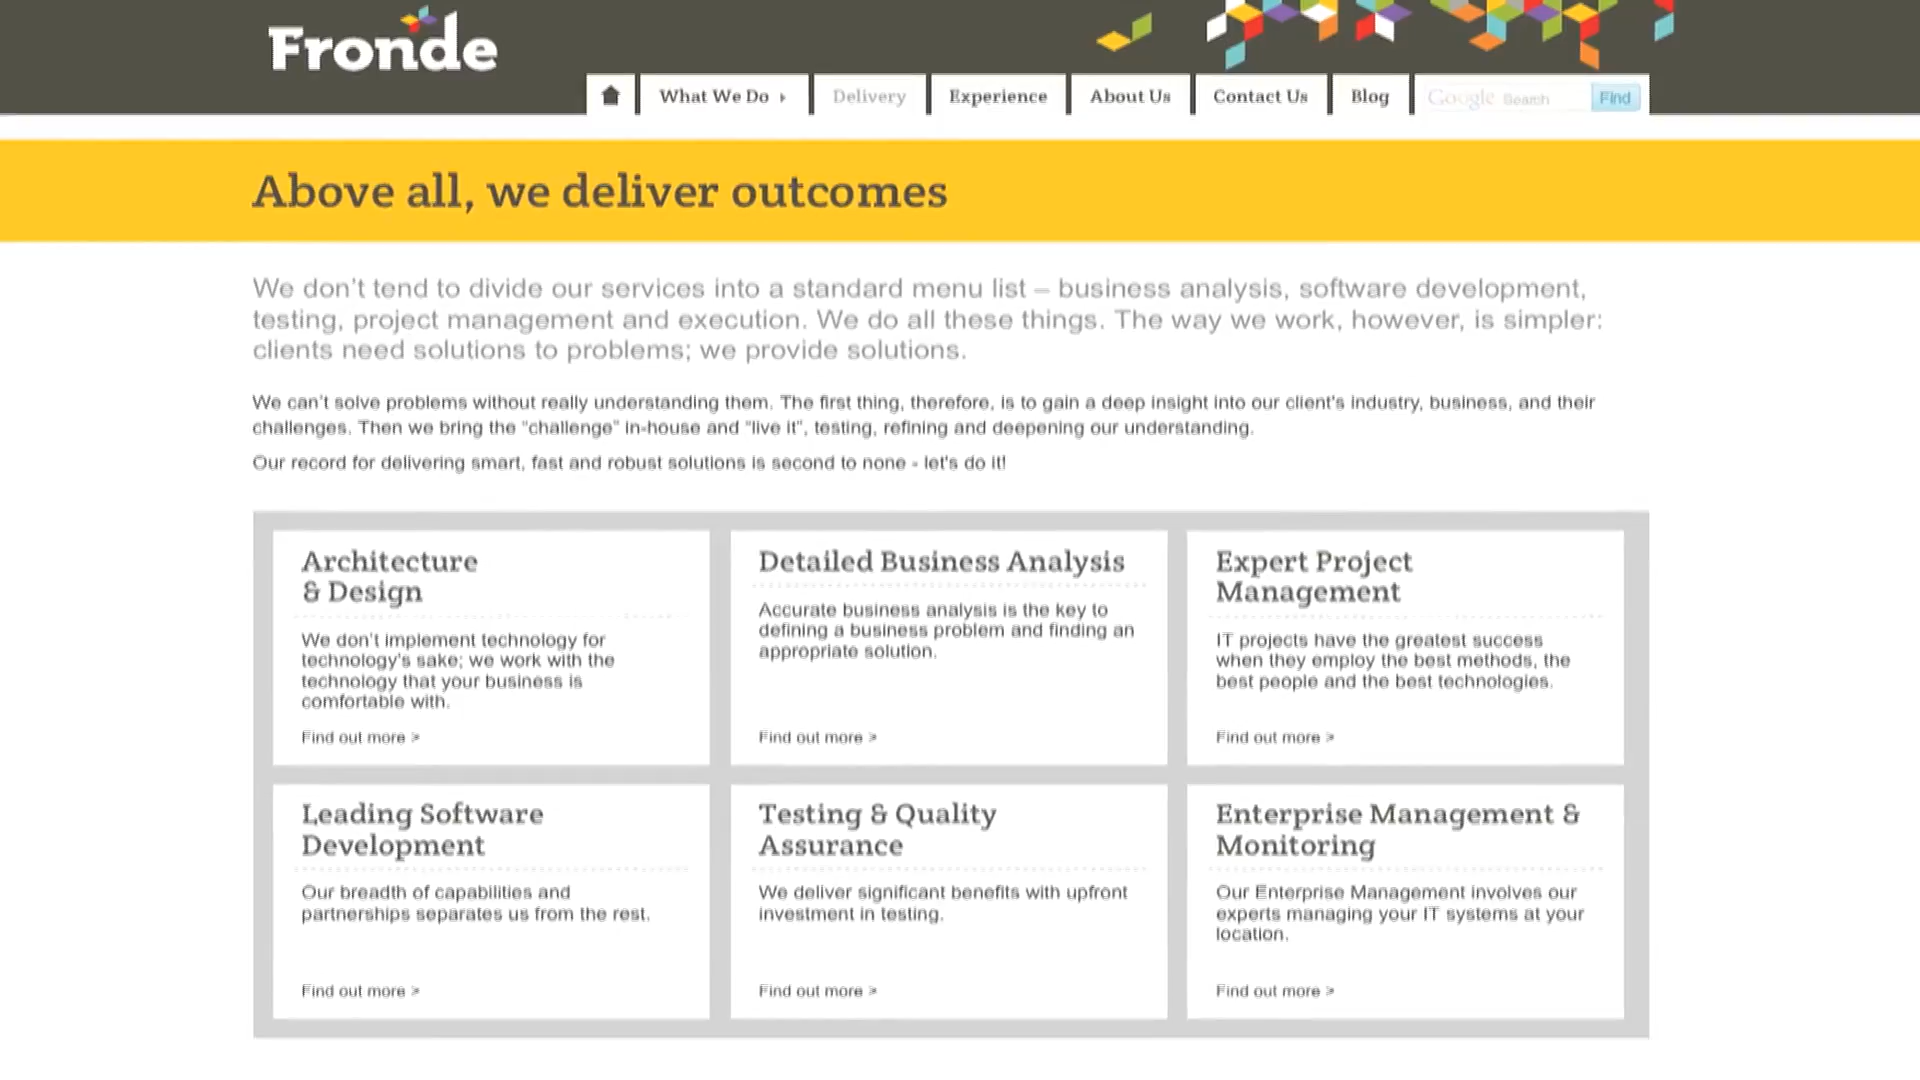 Fronde
What We Do
Delivery
Experience
About Us
Contact Us
Blog
Google Search
Find
Above all, we deliver outcomes
We don't tend to divide our services into a standard menu list – business analysis, software development,
testing, project management and execution. We do all these things. The way we work, however, is simpler:
clients need solutions to problems; we provide solutions.
We can't solve problems without really understanding them. The first thing, therefore, is to gain a deep insight into our client's industry, business, and their
challenges. Then we bring the "challenge" in-house and "live it", testing, refining and deepening our understanding.
Our record for delivering smart, fast and robust solutions is second to none - let's do it!
Architecture
& Design
We don't implement technology for
technology's sake; we work with the
technology that your business is
comfortable with.
Find out more >
Detailed Business Analysis
Accurate business analysis is the key to
defining a business problem and finding an
appropriate solution.
Find out more >
Expert Project
Management
IT projects have the greatest success
when they employ the best methods, the
best people and the best technologies.
Find out more >
Leading Software
Development
Our breadth of capabilities and
partnerships separates us from the rest.
Find out more >
Testing & Quality
Assurance
We deliver significant benefits with upfront
investment in testing.
Find out more >
Enterprise Management &
Monitoring
Our Enterprise Management involves our
experts managing your IT systems at your
location.
Find out more >